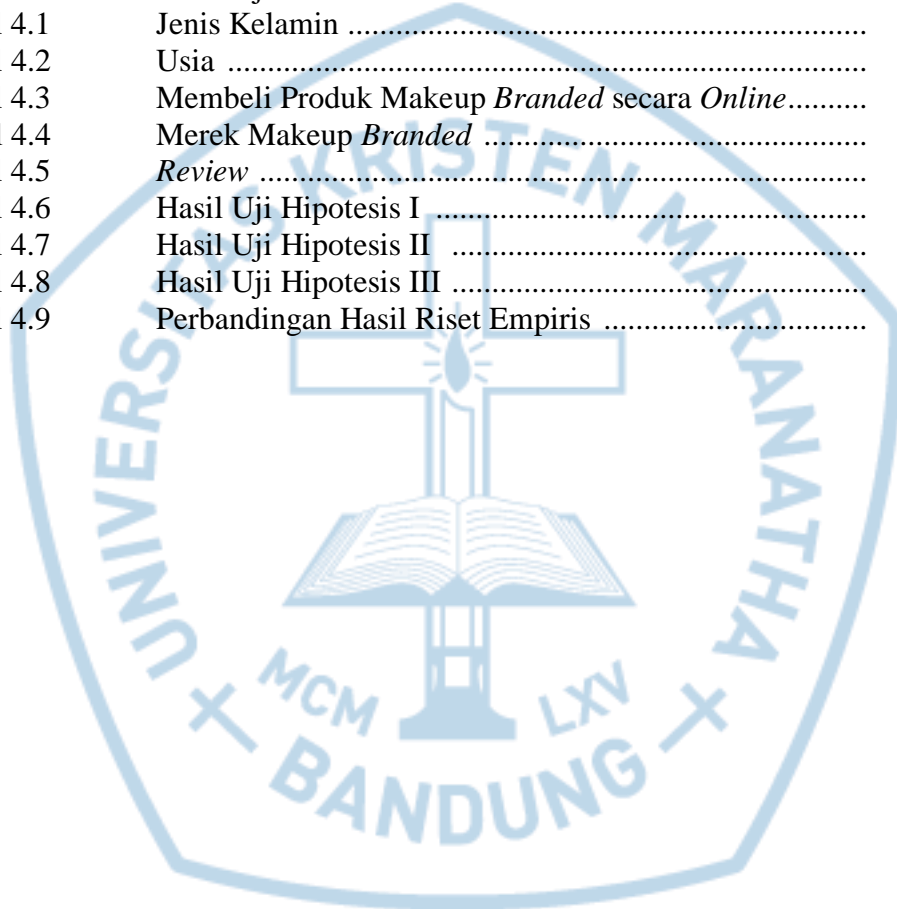 l 4.1 Jenis Kelamin ....................................................................
l 4.2 Usia ....................................................................................
l 4.3 Membeli Produk Makeup Branded secara Online..........
l 4.4 Merek Makeup Branded ..................................................
l 4.5 Review ................................................................................
l 4.6 Hasil Uji Hipotesis I ........................................................
l 4.7 Hasil Uji Hipotesis II ......................................................
l 4.8 Hasil Uji Hipotesis III ......................................................
l 4.9 Perbandingan Hasil Riset Empiris ..................................
UNIVERSITAS KRISTEN MARANATHA
MCM LXV
BANDUNG